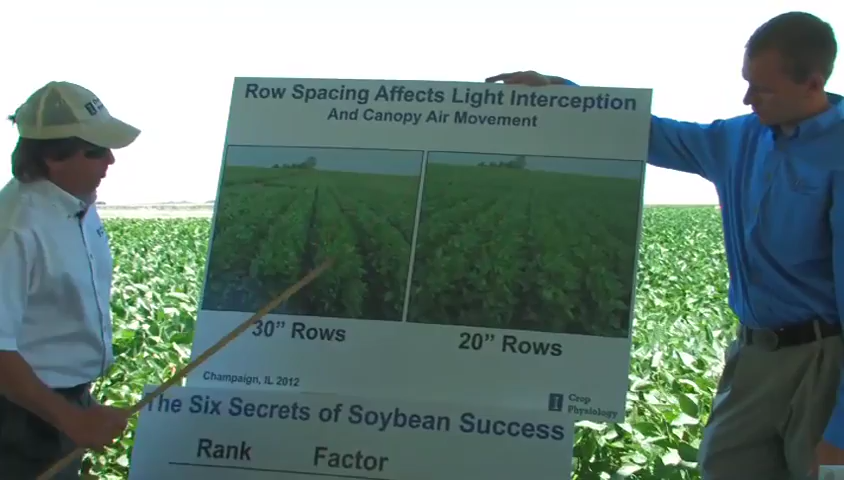 Row Spacing Affects Light Interception
And Canopy Air Movement
30” Rows
20” Rows
Champaign, IL 2012
I Crop
Physiology
The Six Secrets of Soybean Success
Rank Factor